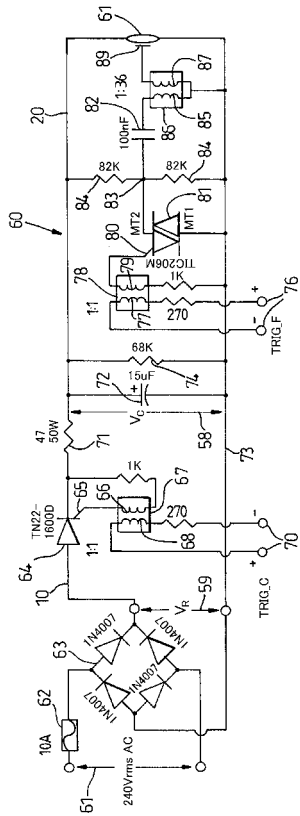 61
240Vrms AC
10A
62
1N4007
63
1N4007
1N4007
1N4007
10
VR
59
64
TN22-
1600D
65
66
67
68
1:1
1K
270
+
-
70
TRIG_C
47
50W
71
72
15uF
+
VC
58
68K
74
73
60
78
1:1
77
79
1K
270
-
+
76
TRIG_F
80
TIC206M
MT2
MT1
81
82K
84
83
82K
84
20
82
100nF
1:36
86
85
87
89
61